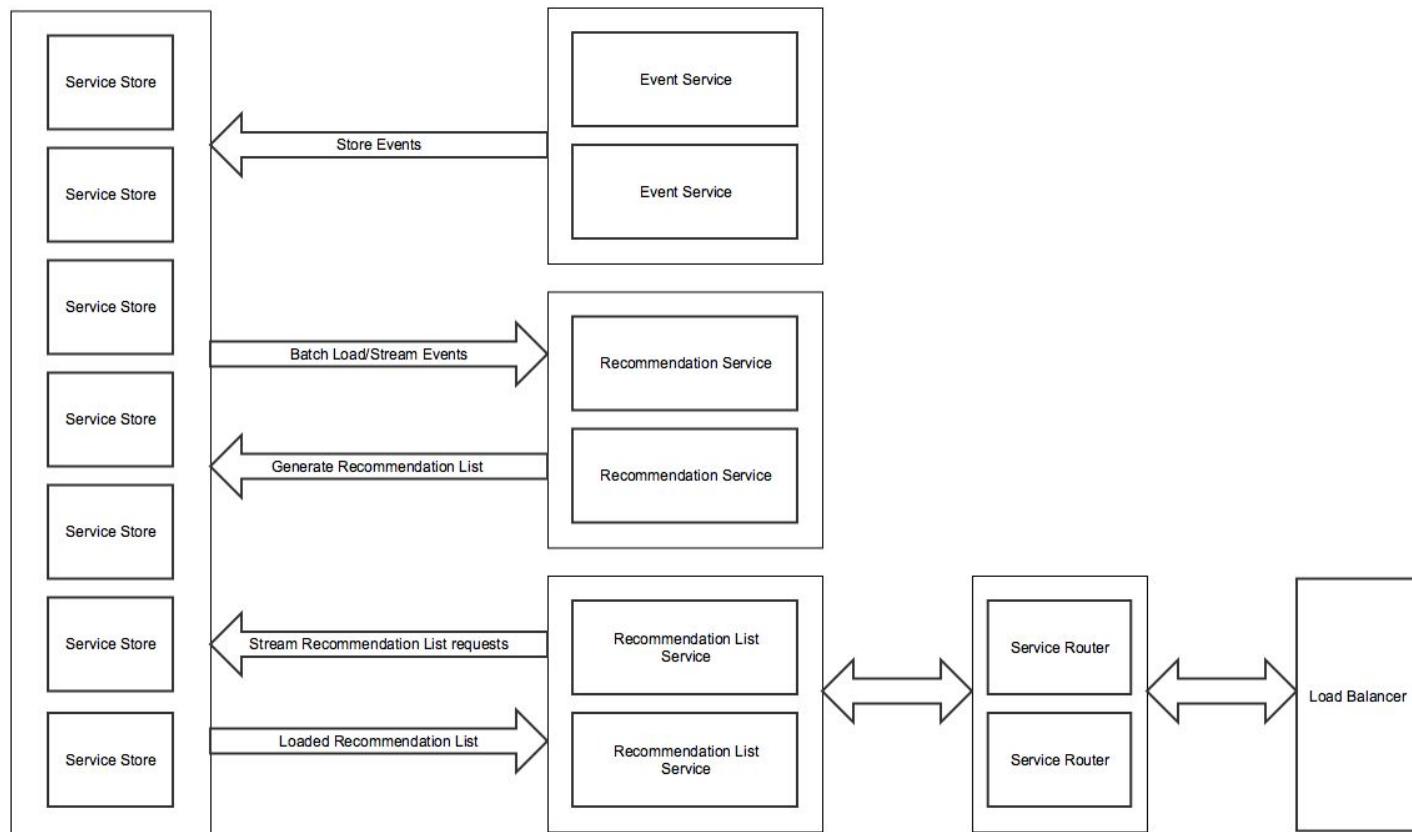 Service Store
Service Store
Service Store
Service Store
Service Store
Service Store
Service Store
Store Events
Batch Load/Stream Events
Generate Recommendation List
Stream Recommendation List requests
Loaded Recommendation List
Event Service
Event Service
Recommendation Service
Recommendation Service
Recommendation List
Service
Recommendation List
Service
Service Router
Service Router
Load Balancer